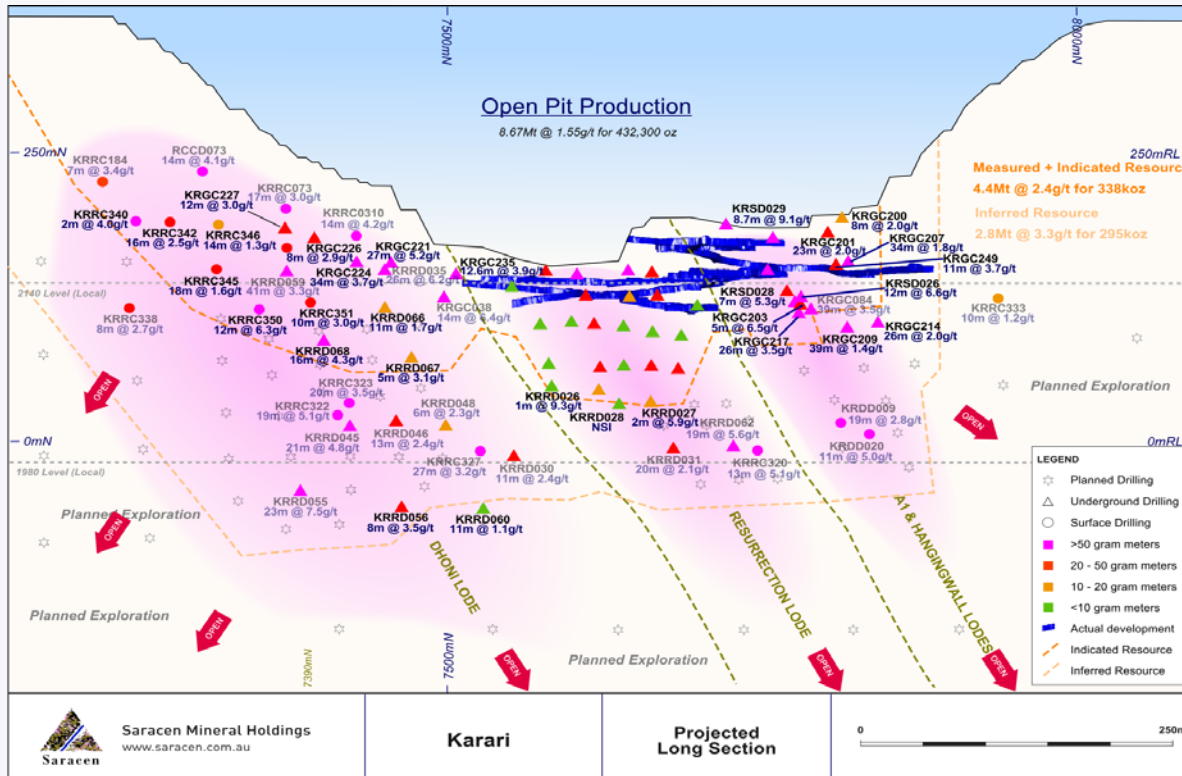 7500mN
8000mN
Open Pit Production
8.67Mt @ 1.55g/t for 432,300 oz
250mRL
250mRL
Measured + Indicated Resource
4.4Mt @ 2.4g/t for 338koz
Inferred Resource
2.8Mt @ 3.3g/t for 295koz
KRRC184
7m @ 3.4g/t
RCCD073
14m @ 4.1g/t
KRGC227
12m @ 3.0g/t
KRRC073
17m @ 3.0g/t
KRRC340
2m @ 4.0g/t
KRRC342
16m @ 2.5g/t
KRRC346
14m @ 1.3g/t
KRRC0310
14m @ 4.2g/t
KRGC226
8m @ 2.9g/t
KRGC221
27m @ 5.2g/t
KRGC224
34m @ 3.7g/t
KRRD035
26m @ 6.2g/t
KRGC235
12.6m @ 3.9g/t
KRSD029
8.7m @ 9.1g/t
KRGC200
8m @ 2.0g/t
KRGC201
23m @ 2.0g/t
KRGC207
34m @ 1.8g/t
KRGC249
11m @ 3.7g/t
2140 Level (Local)
KRRC345
18m @ 1.6g/t
KRRD059
41m @ 3.3g/t
KRSD028
7m @ 5.3g/t
KRSD026
12m @ 6.6g/t
KRRC338
8m @ 2.7g/t
KRRC350
12m @ 6.3g/t
KRRC351
10m @ 3.0g/t
KRRD066
11m @ 1.7g/t
KRGC038
14m @ 6.4g/t
KRGC203
5m @ 6.5g/t
KRGC084
39m @ 3.5g/t
KRRC333
10m @ 1.2g/t
KRGC217
26m @ 3.5g/t
KRGC209
39m @ 1.4g/t
KRGC214
26m @ 2.0g/t
KRRD068
16m @ 4.3g/t
KRRD067
5m @ 3.1g/t
KRRC323
20m @ 3.5g/t
KRRC322
19m @ 5.1g/t
KRRD048
6m @ 2.3g/t
KRRD026
1m @ 9.3g/t
KRRD028
NSI
KRRD027
2m @ 5.9g/t
Planned Exploration
OPEN
OPEN
KRRD045
21m @ 4.8g/t
KRRD046
13m @ 2.4g/t
KRRD062
19m @ 5.6g/t
KRDD009
19m @ 2.8g/t
KRDD020
11m @ 5.0g/t
0mRL
0mRL
1980 Level (Local)
KRRC327
27m @ 3.2g/t
KRRD030
11m @ 2.4g/t
KRRD031
20m @ 2.1g/t
KRRC320
13m @ 5.1g/t
KRRD055
23m @ 7.5g/t
KRRD056
8m @ 3.5g/t
KRRD060
11m @ 1.1g/t
Planned Exploration
OPEN
DHONI LODE
RESURRECTION LODE
A1 & HANGINGWALL LODES
Planned Exploration
OPEN
Planned Exploration
7390mN
7500mN
OPEN
OPEN
OPEN
LEGEND
Planned Drilling
Underground Drilling
Surface Drilling
>50 gram meters
20 - 50 gram meters
10 - 20 gram meters
<10 gram meters
Actual development
Indicated Resource
Inferred Resource
Saracen
Saracen Mineral Holdings
www.saracen.com.au
Karari
Projected
Long Section
0
250m